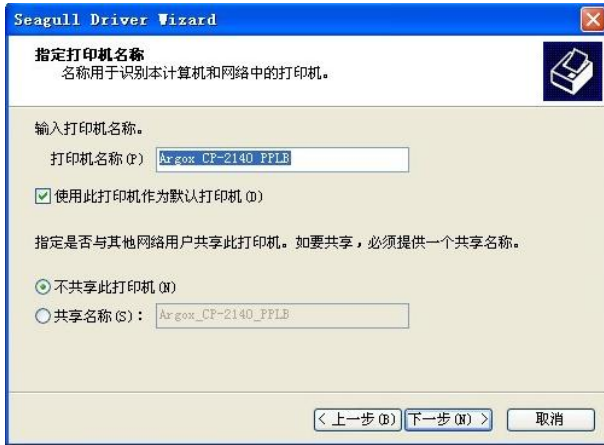 Seagull Driver Wizard
指定打印机名称
名称用于识别本计算机和网络中的打印机。
输入打印机名称。
打印机名称(P) Argox CP-2140 PPLB
使用此打印机作为默认打印机(D)
指定是否与其他网络用户共享此打印机。如要共享，必须提供一个共享名称。
不共享此打印机(N)
共享名称(S)： Argox_CP-2140_PPLB
< 上一步(B) 下一步(N) > 取消